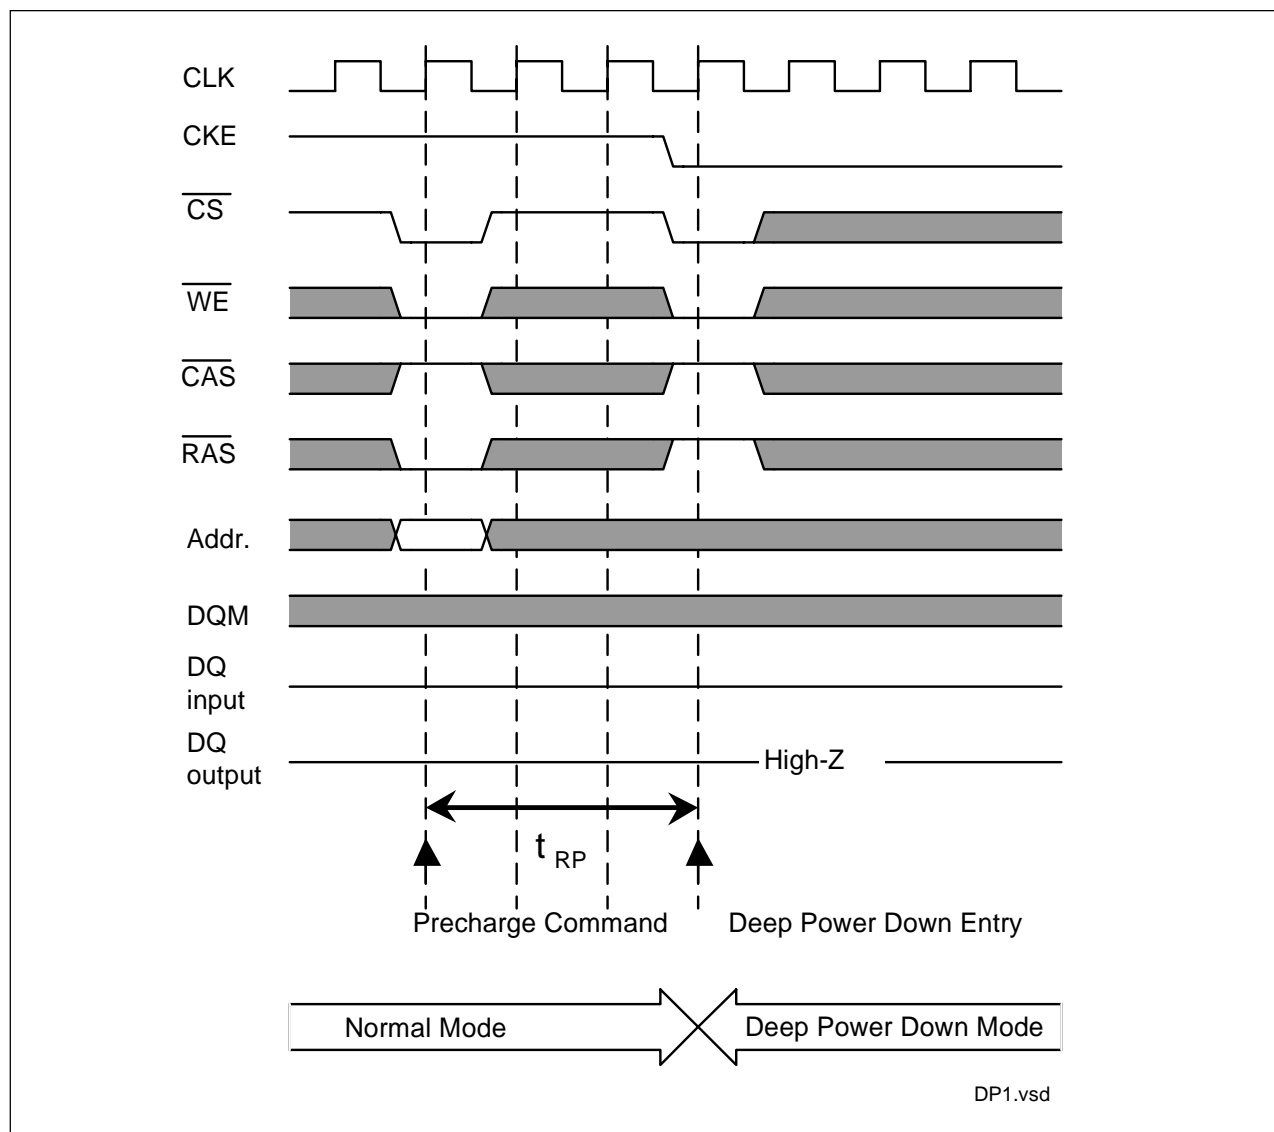 CLK
CKE
CS
WE
CAS
RAS
Addr.
DQM
DQ
input
DQ
output
High-Z
t RP
Precharge Command
Deep Power Down Entry
Normal Mode
Deep Power Down Mode
DP1.vsd